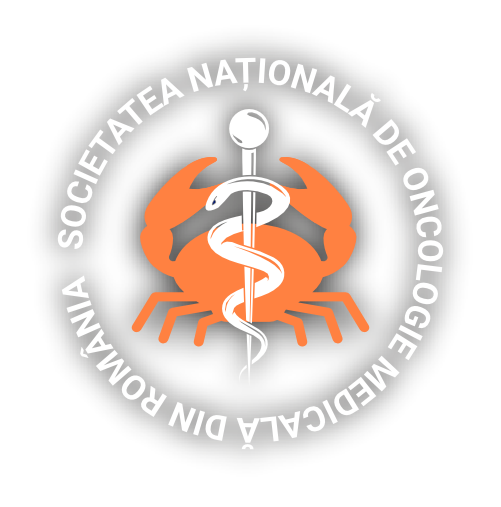 SOCIETATEA NAȚIONALĂ DE ONCOLOGIE MEDICALĂ DIN ROMÂNIA